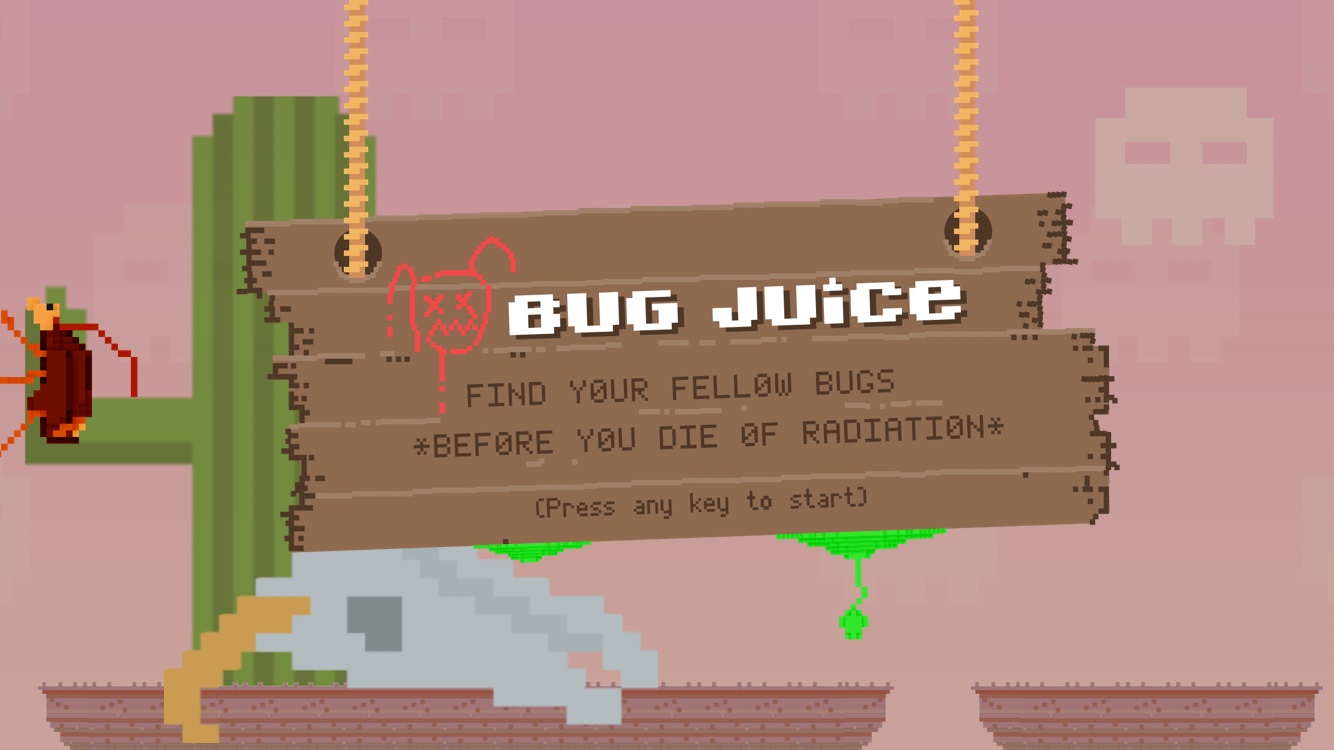 BUG JUiCe
FIND Y0UR FELL0W BUGS
*BEF0RE Y0U DIE 0F RADIATI0N*
(Press any key to start)